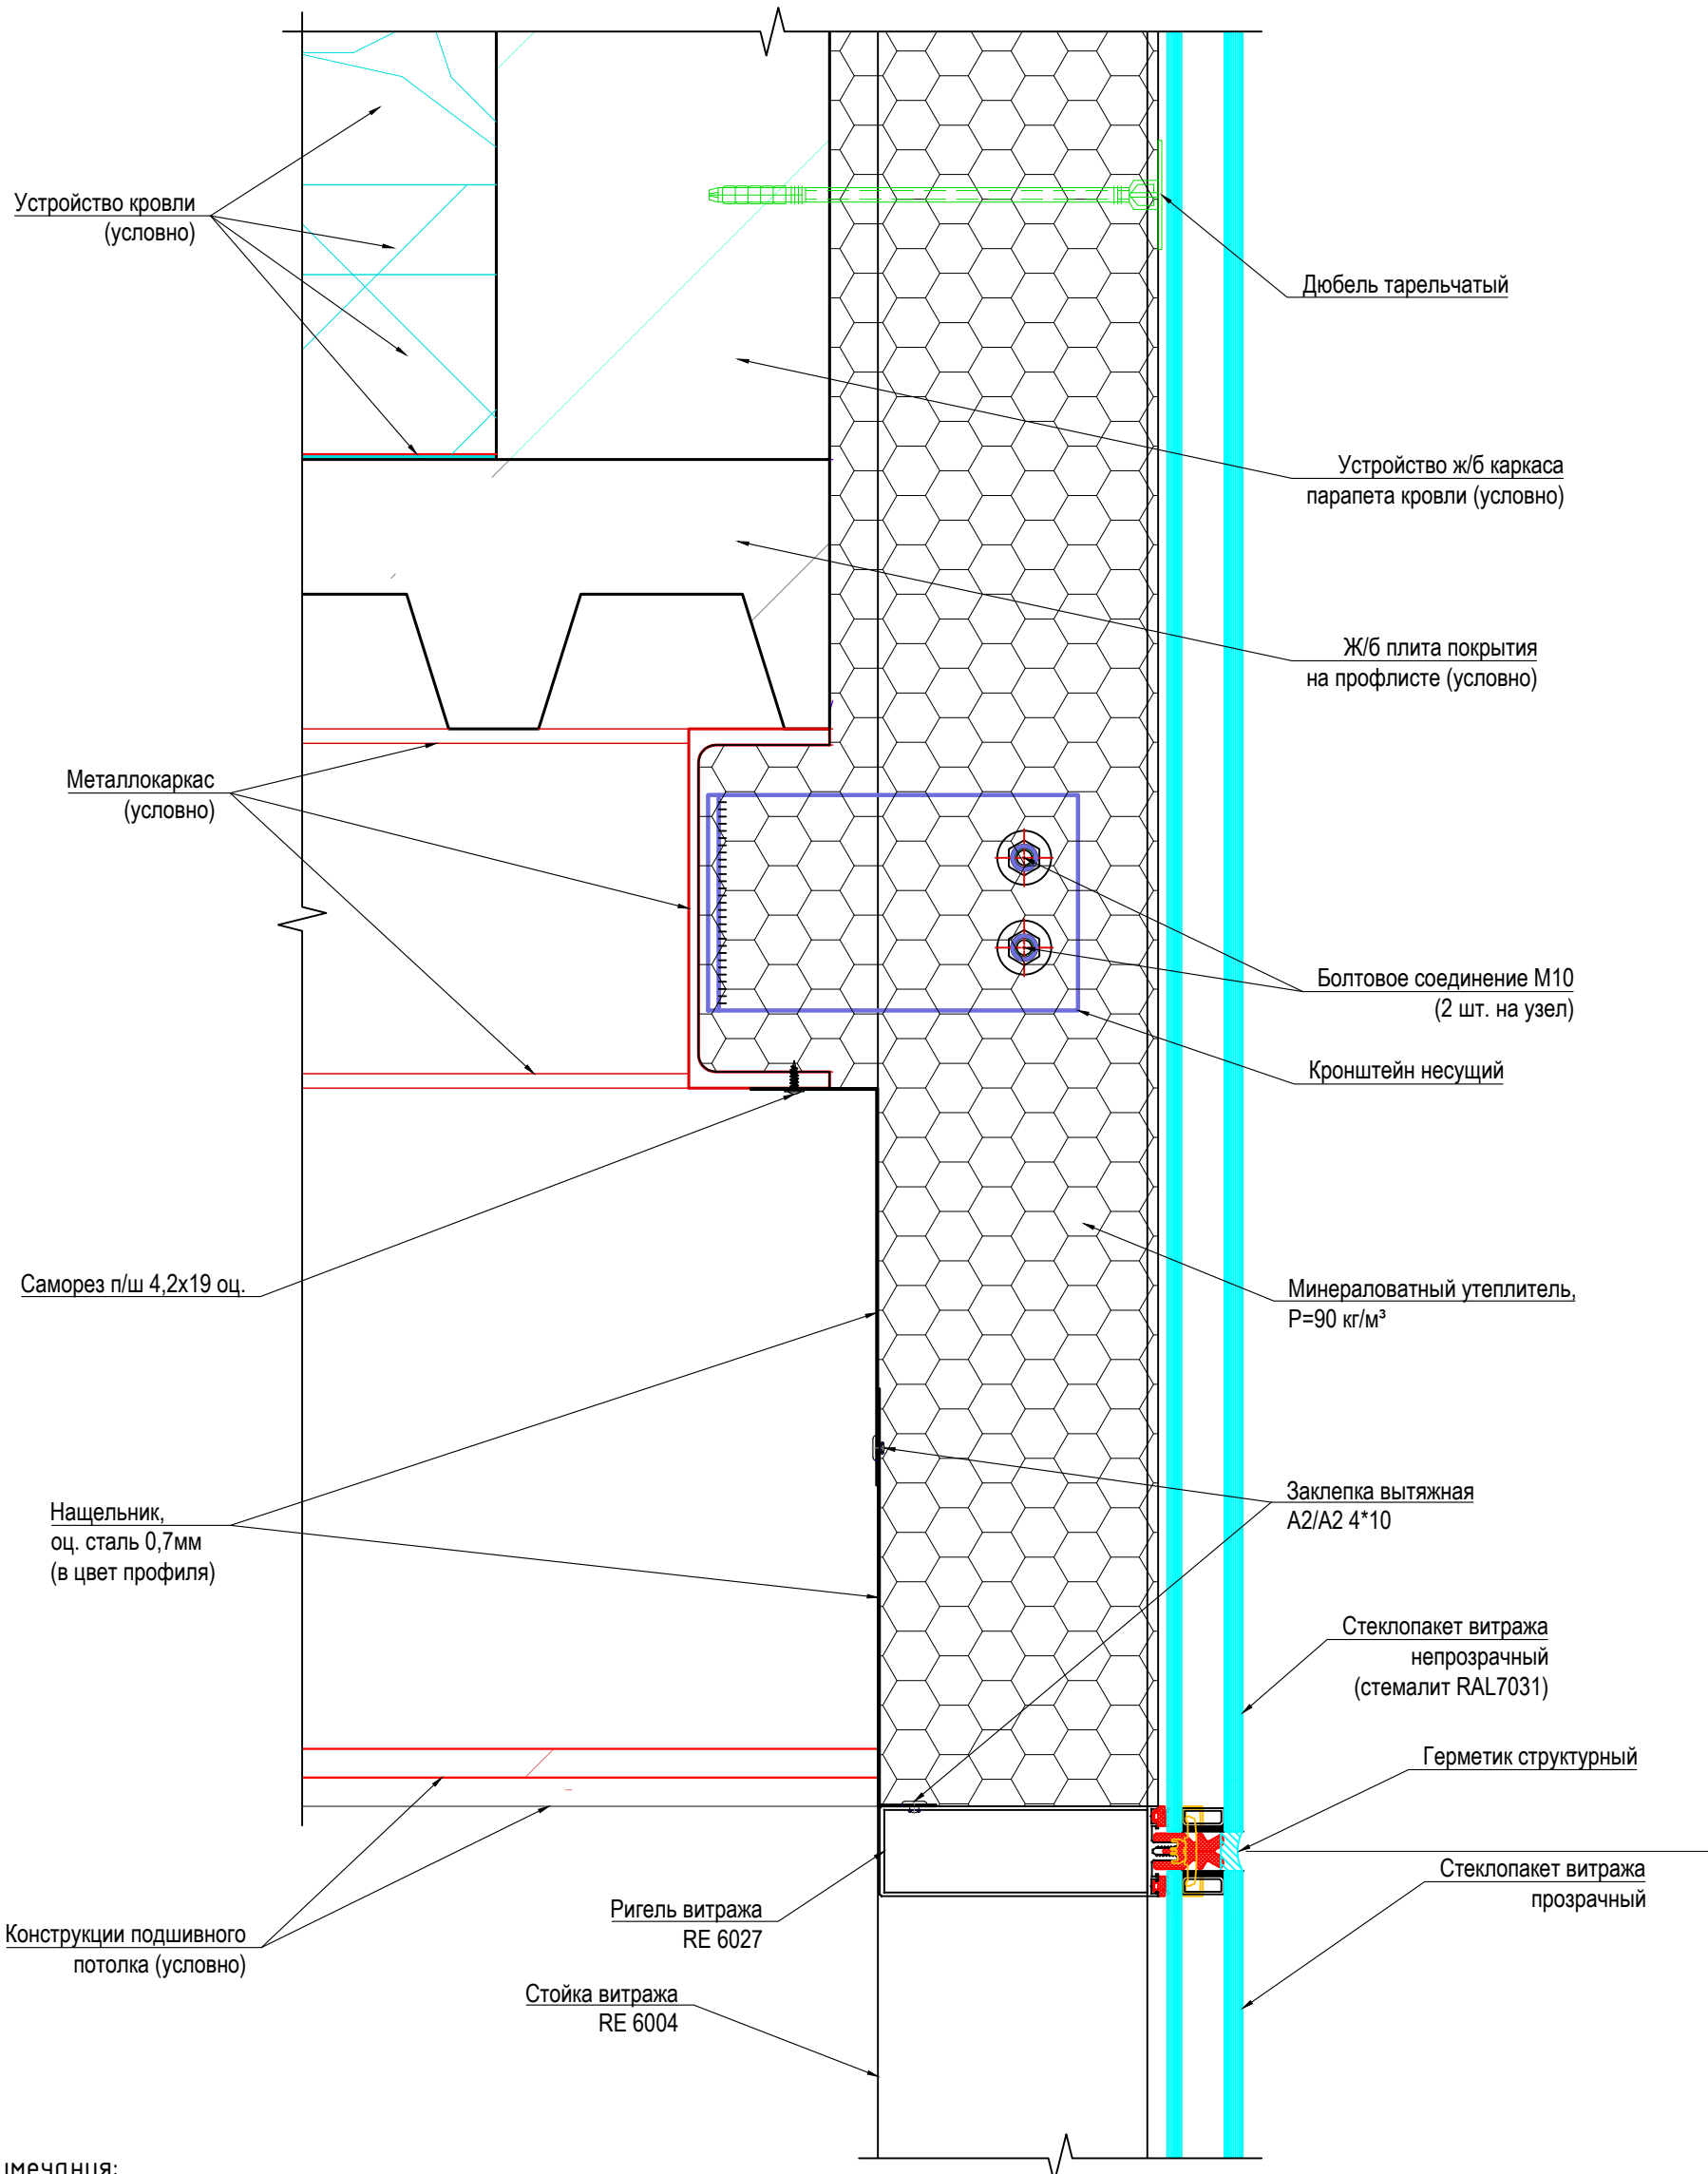 Устройство кровли
(условно)
Дюбель тарельчатый
Устройство ж/б каркаса
парапета кровли (условно)
Ж/б плита покрытия
на профлисте (условно)
Металлокаркас
(условно)
Болтовое соединение М10
(2 шт. на узел)
Кронштейн несущий
Саморез п/ш 4,2х19 оц.
Минераловатный утеплитель,
Р=90 кг/м³
Нащельник,
оц. сталь 0,7мм
(в цвет профиля)
Заклепка вытяжная
А2/А2 4*10
Стеклопакет витража
непрозрачный
(стемалит RAL7031)
Герметик структурный
Стеклопакет витража
прозрачный
Ригель витража
RE 6027
Конструкции подшивного
потолка (условно)
Стойка витража
RE 6004
имечания: